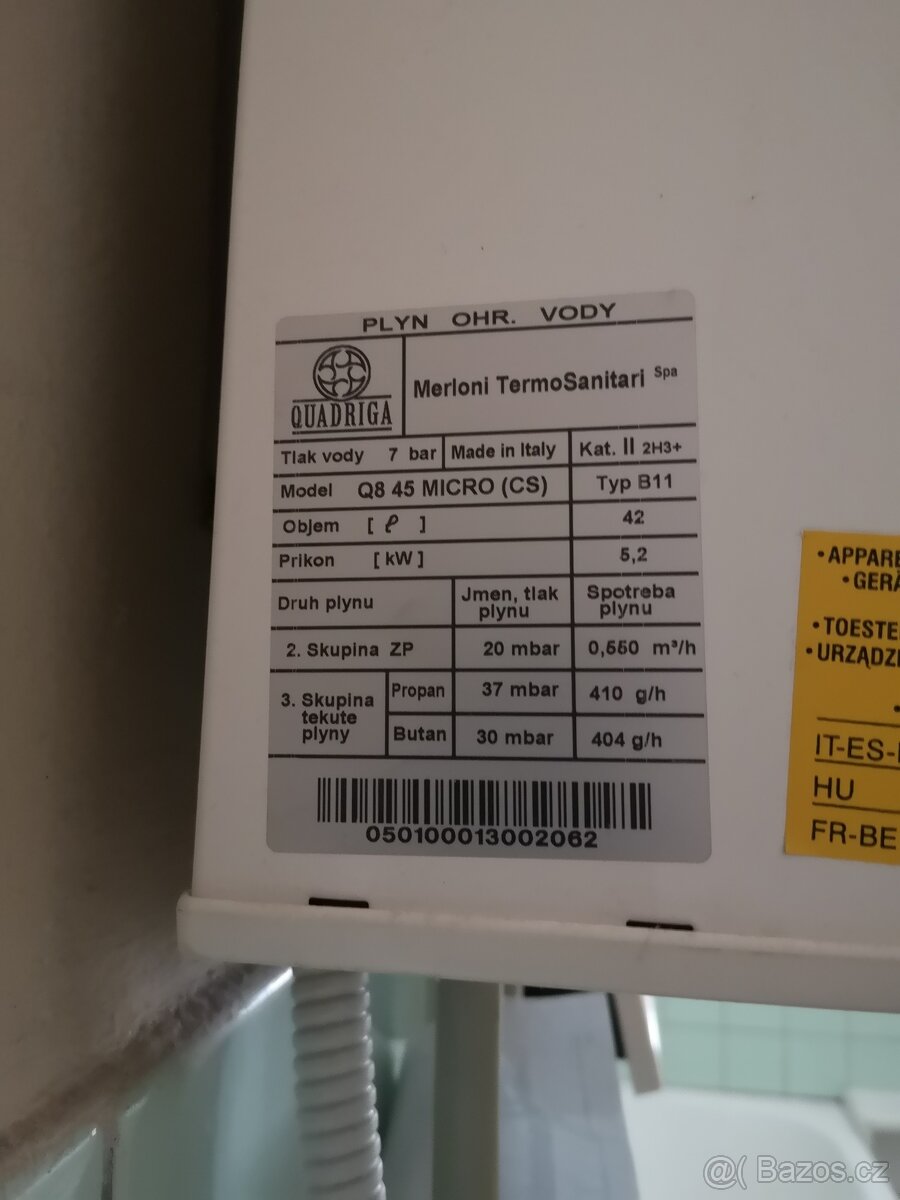 PLYN OHR. VODY
QUADRIGA
Merloni TermoSanitari Spa
Tlak vody 7 bar Made in Italy Kat. II 2H3+
Model Q8 45 MICRO (CS) Typ B11
Objem [ ℓ ] 42
Prikon [ kW ] 5,2
Druh plynu Jmen, tlak plynu Spotreba plynu
2. Skupina ZP 20 mbar 0,550 m³/h
3. Skupina tekute plyny
Propan 37 mbar 410 g/h
Butan 30 mbar 404 g/h
050100013002062
• APPARE
• GERÄ
• TOESTE
• URZĄDZE
IT-ES-
HU
FR-BE
@( Bazos.cz